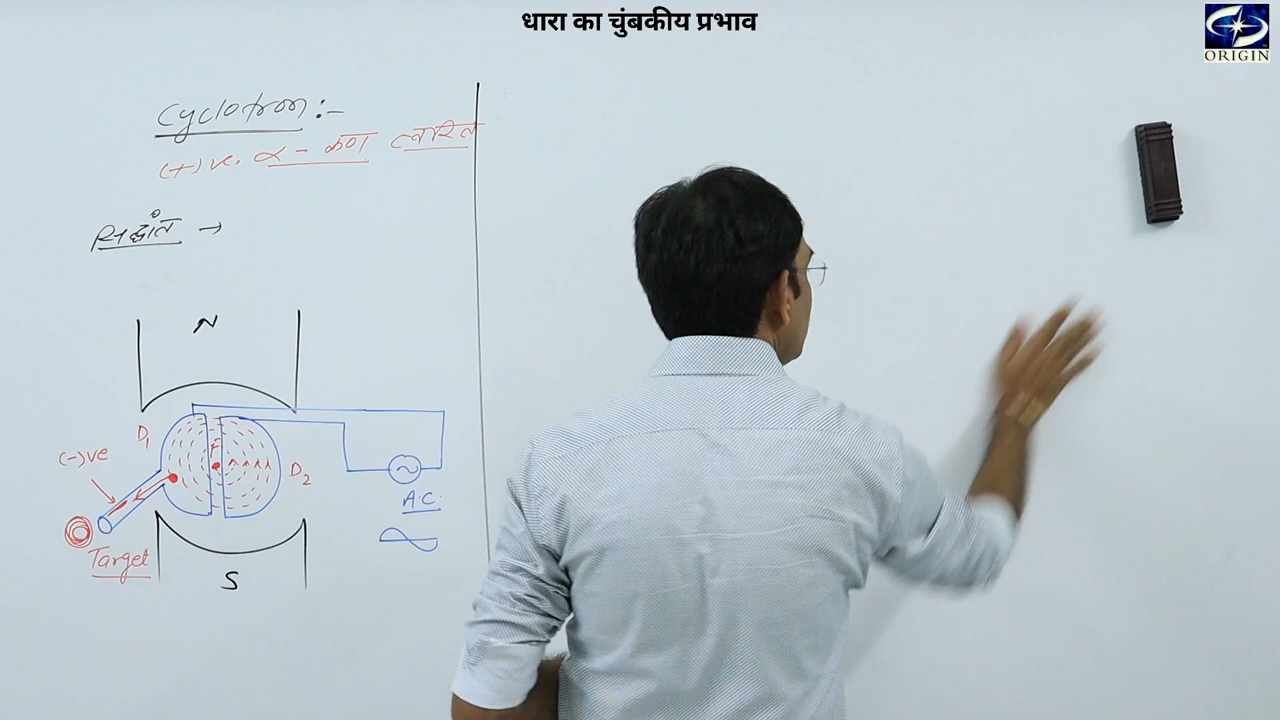 धारा का चुंबकीय प्रभाव
ORIGIN
Cyclotron :-
(+)ve. α - कण त्वरित
सिद्धांत →
N
D1
D2
(-)ve
A.C.
Target
S